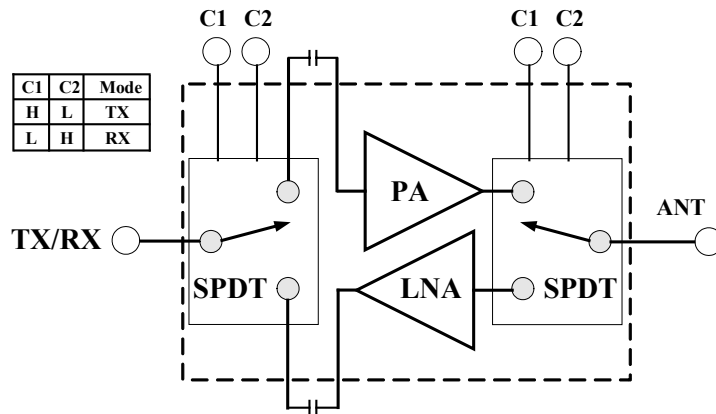 C1 C2 C1 C2
C1 C2 Mode
H L TX
L H RX
PA
ANT
TX/RX
SPDT LNA SPDT